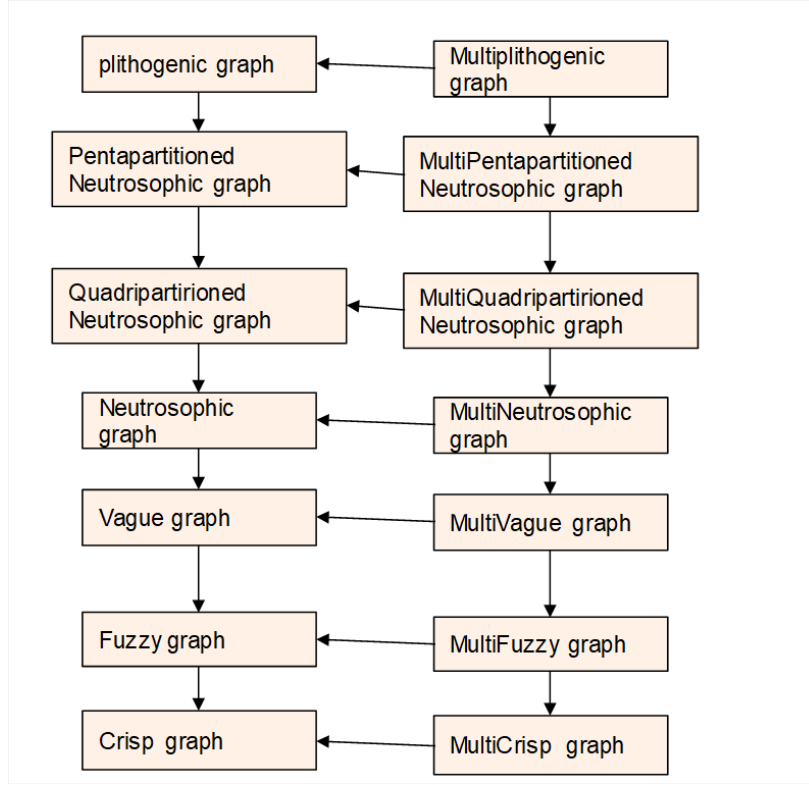 plithogenic graph
Multiplithogenic
graph
Pentapartitioned
Neutrosophic graph
MultiPentapartitioned
Neutrosophic graph
Quadripartirioned
Neutrosophic graph
MultiQuadripartirioned
Neutrosophic graph
Neutrosophic
graph
MultiNeutrosophic
graph
Vague graph
MultiVague graph
Fuzzy graph
MultiFuzzy graph
Crisp graph
MultiCrisp graph